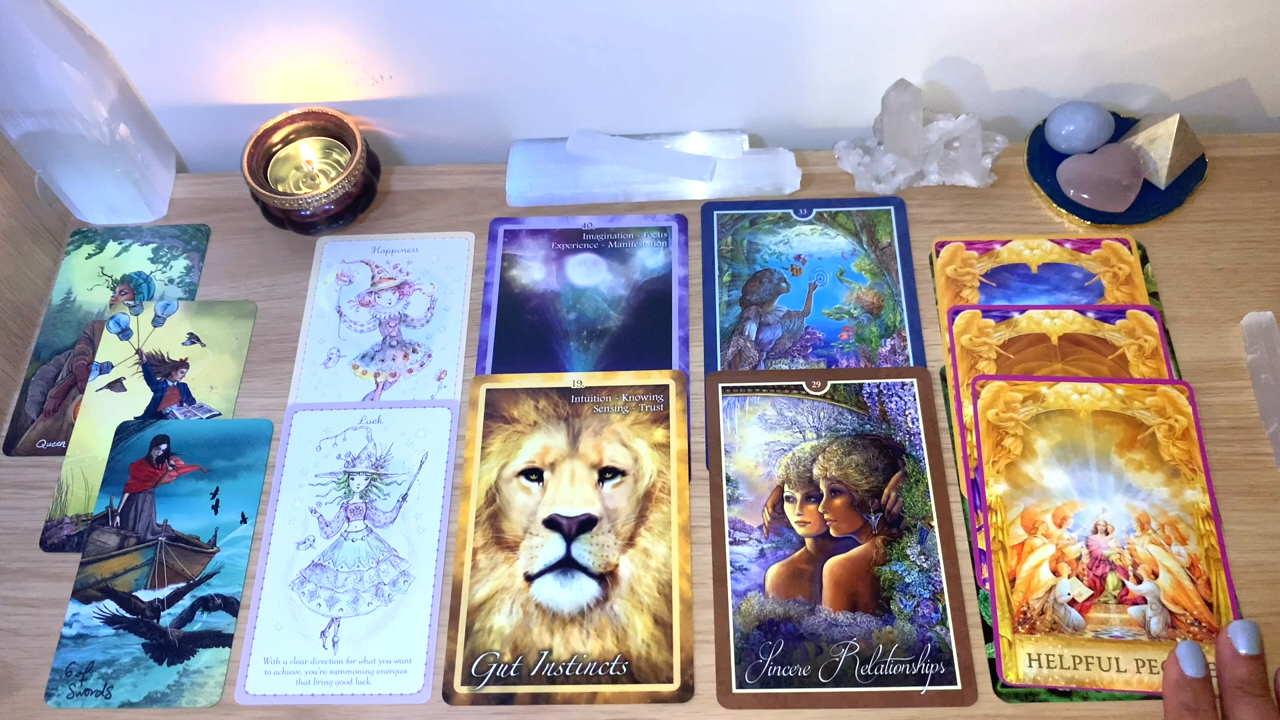 Queen
6 of
Swords
Happiness
Luck
With a clear direction for what you want
to achieve, you're summoning energies
that bring good luck.
40.
Imagination - Focus
Experience - Manifestation
19.
Intuition - Knowing
Sensing - Trust
Gut Instincts
33
29
Sincere Relationships
HELPFUL